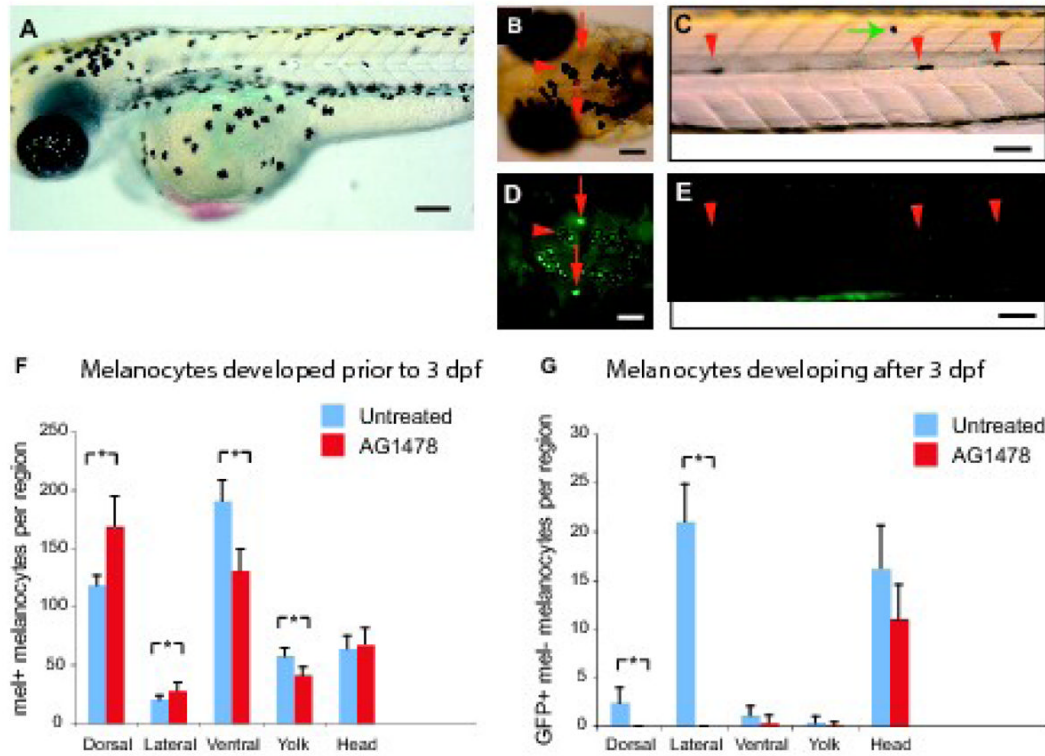 A
B
C
D
E
F Melanocytes developed prior to 3 dpf
Untreated
AG1478
mel+ melanocytes per region
250
200
150
100
50
0
*
*
*
*
Dorsal Lateral Ventral Yolk Head
G Melanocytes developing after 3 dpf
Untreated
AG1478
GFP+ mel- melanocytes per region
30
25
20
15
10
5
0
*
*
Dorsal Lateral Ventral Yolk Head